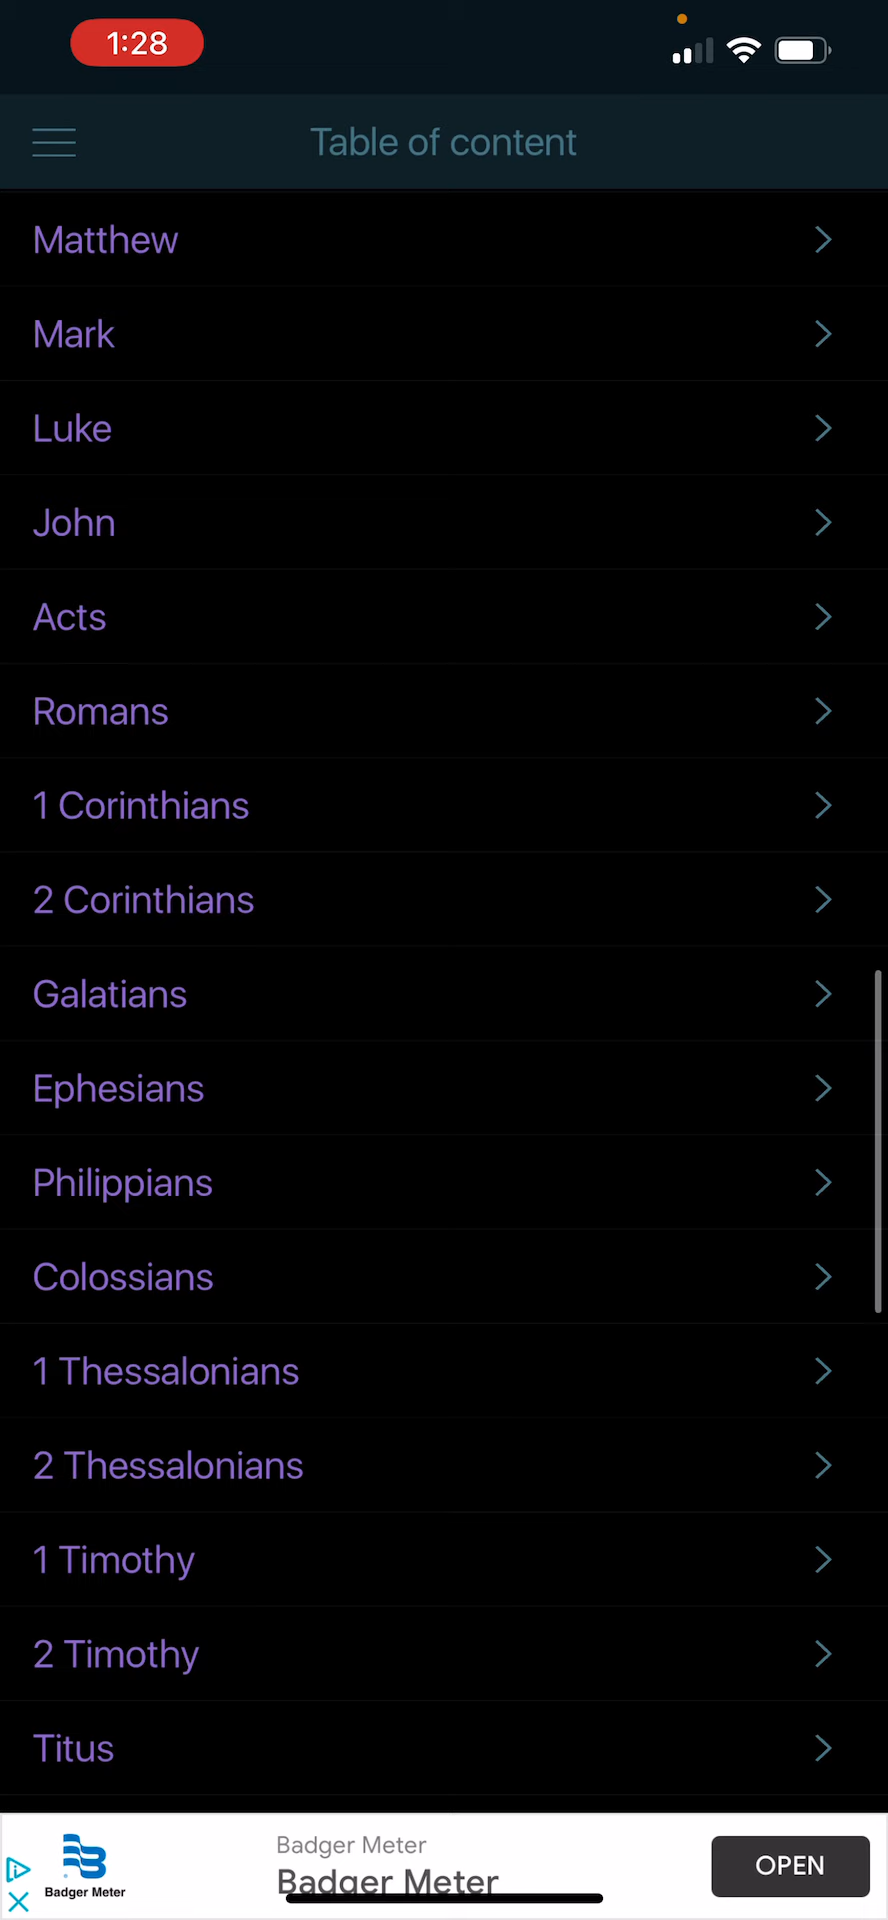 1:28
Table of content
Matthew
Mark
Luke
John
Acts
Romans
1 Corinthians
2 Corinthians
Galatians
Ephesians
Philippians
Colossians
1 Thessalonians
2 Thessalonians
1 Timothy
2 Timothy
Titus
Badger Meter
Badger Meter
Badger Meter
OPEN